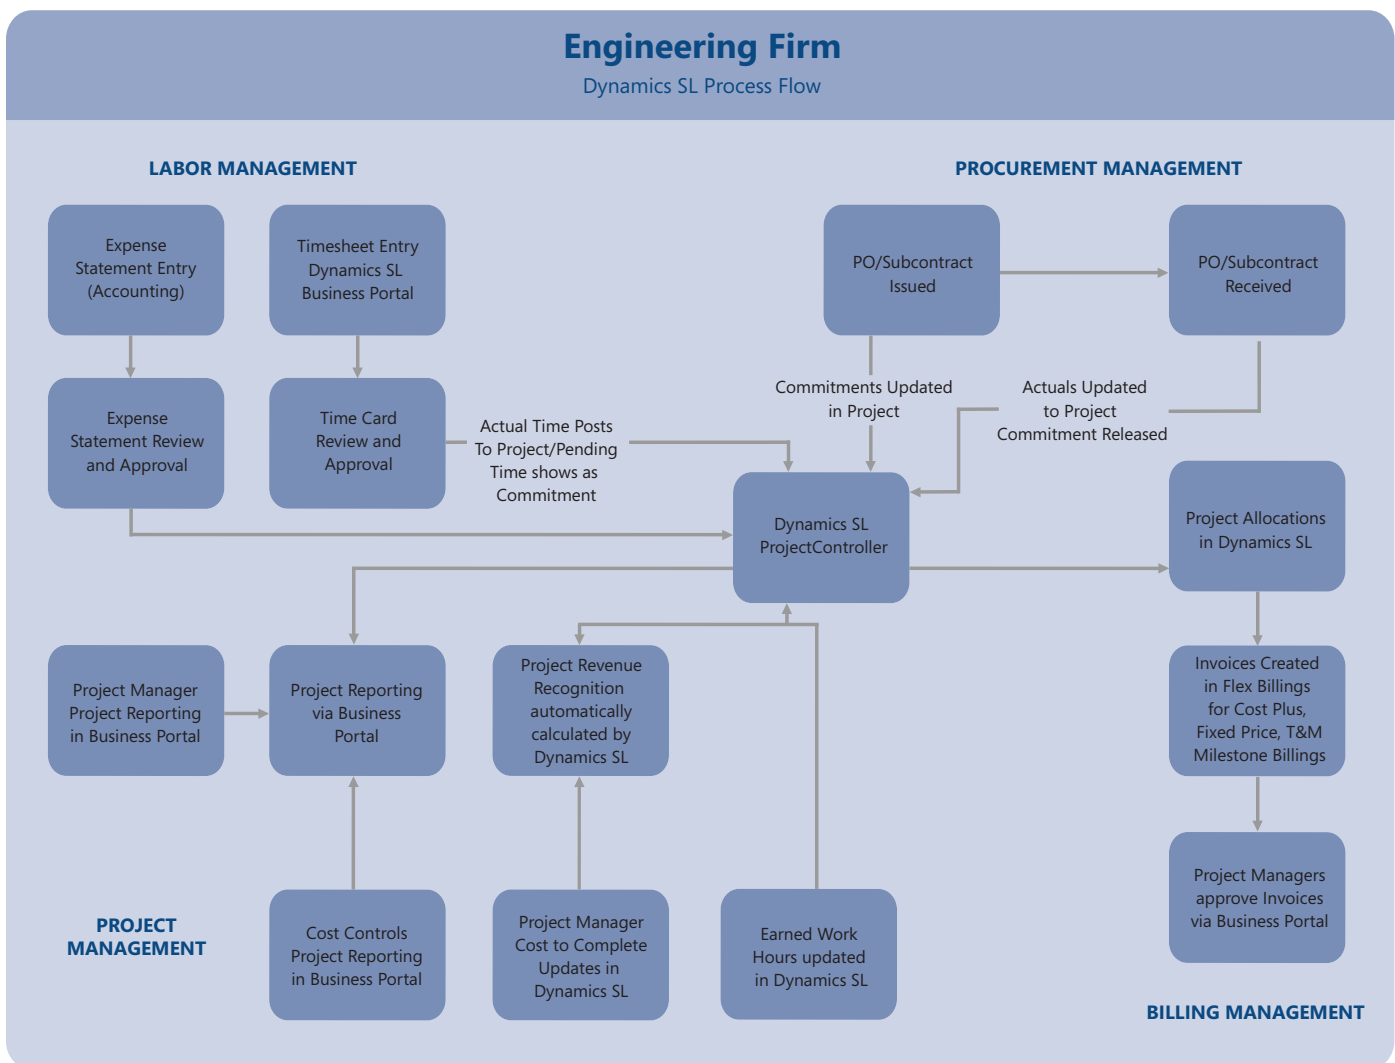 Engineering Firm
Dynamics SL Process Flow
LABOR MANAGEMENT
PROCUREMENT MANAGEMENT
Expense
Statement Entry
(Accounting)
Timesheet Entry
Dynamics SL
Business Portal
PO/Subcontract
Issued
PO/Subcontract
Received
Expense
Statement Review
and Approval
Time Card
Review and
Approval
Actual Time Posts
To Project/Pending
Time shows as
Commitment
Commitments Updated
in Project
Actuals Updated
to Project
Commitment Released
Dynamics SL
ProjectController
Project Allocations
in Dynamics SL
Project Manager
Project Reporting
in Business Portal
Project Reporting
via Business
Portal
Project Revenue
Recognition
automatically
calculated by
Dynamics SL
Invoices Created
in Flex Billings
for Cost Plus,
Fixed Price, T&M
Milestone Billings
PROJECT
MANAGEMENT
Cost Controls
Project Reporting
in Business Portal
Project Manager
Cost to Complete
Updates in
Dynamics SL
Earned Work
Hours updated
in Dynamics SL
Project Managers
approve Invoices
via Business Portal
BILLING MANAGEMENT